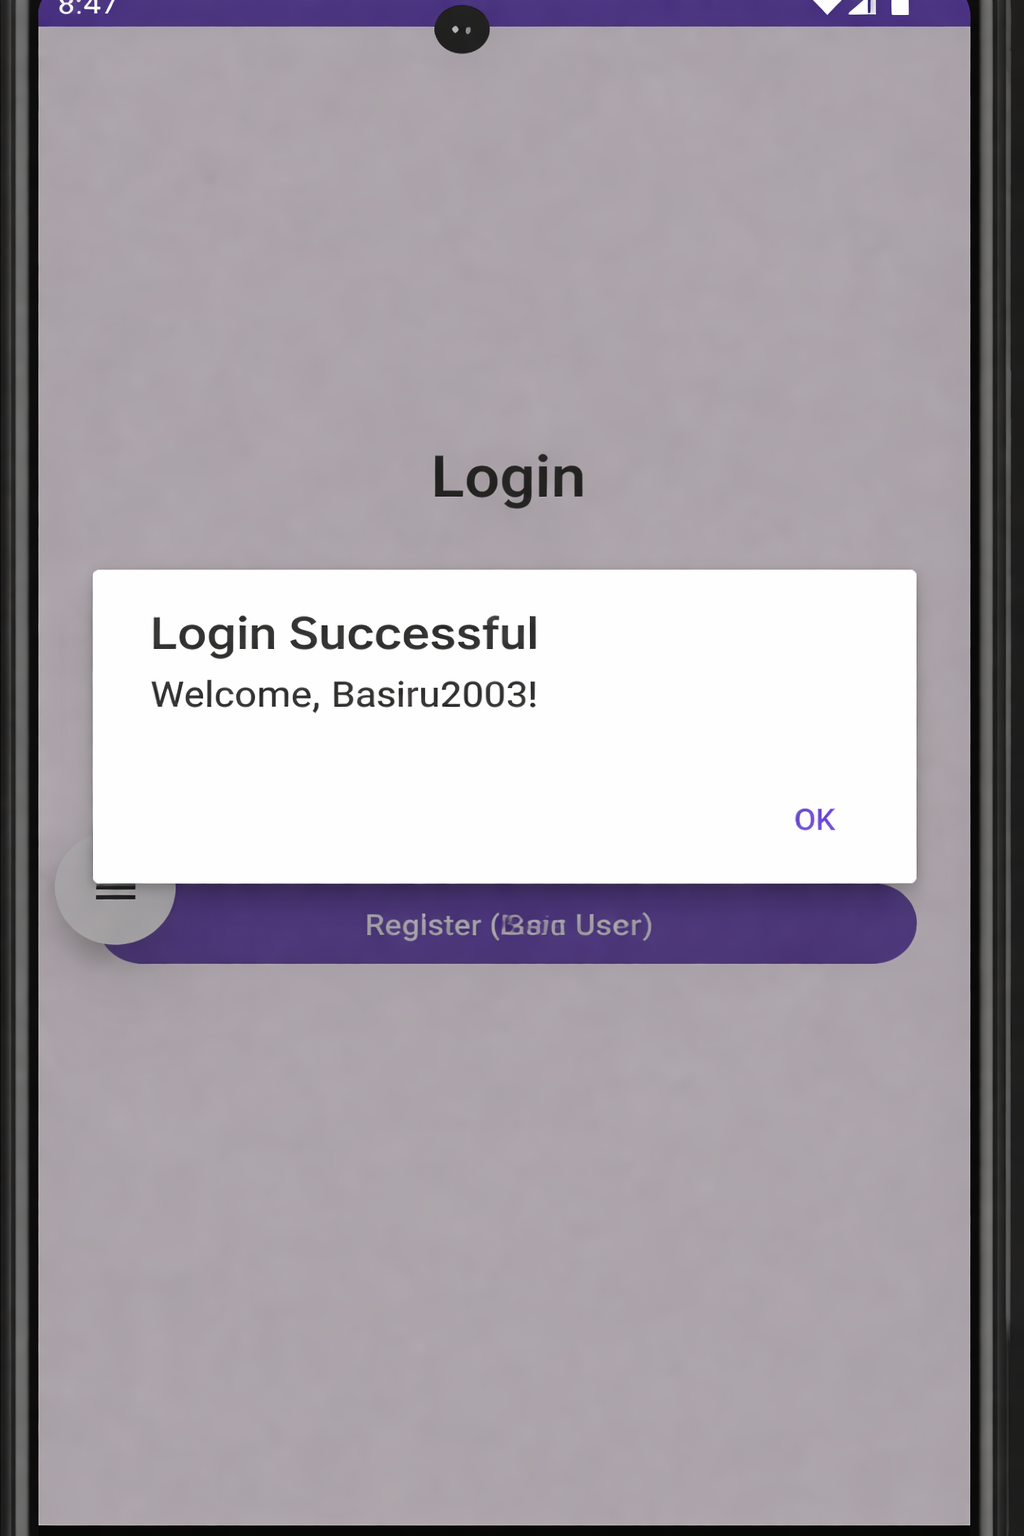 8:47
Login
Login Successful
Welcome, Basiru2003!
OK
Register ( User)